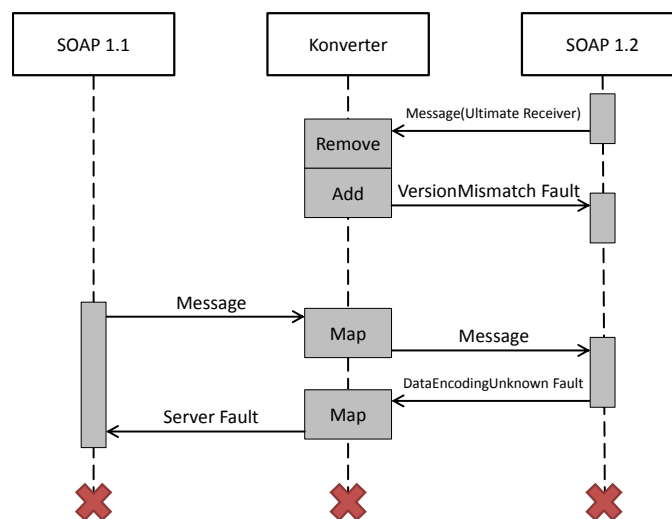 SOAP 1.1
Konverter
SOAP 1.2
Message(Ultimate Receiver)
Remove
Add
VersionMismatch Fault
Message
Map
Message
DataEncodingUnknown Fault
Map
Server Fault